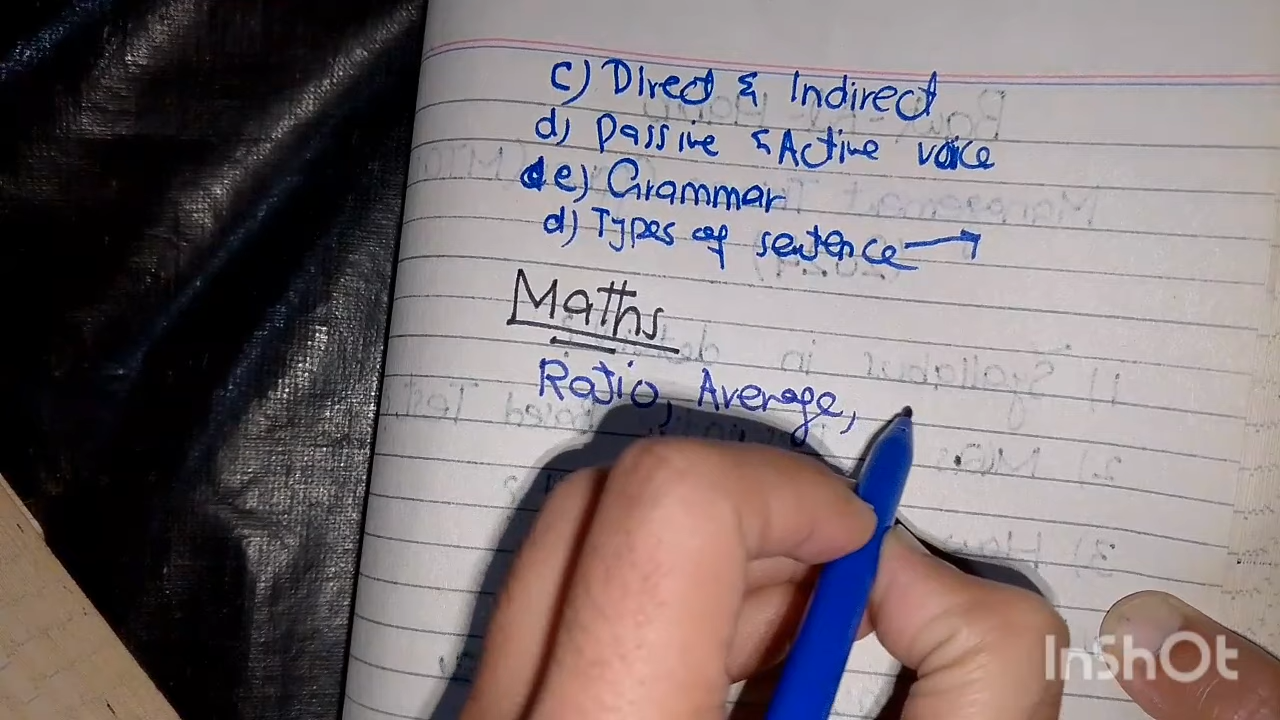 c) Direct & Indirect
d) Passive & Active voice
e) Grammar
d) Types of sentence →
Maths
Ratio, Average,
InShOt